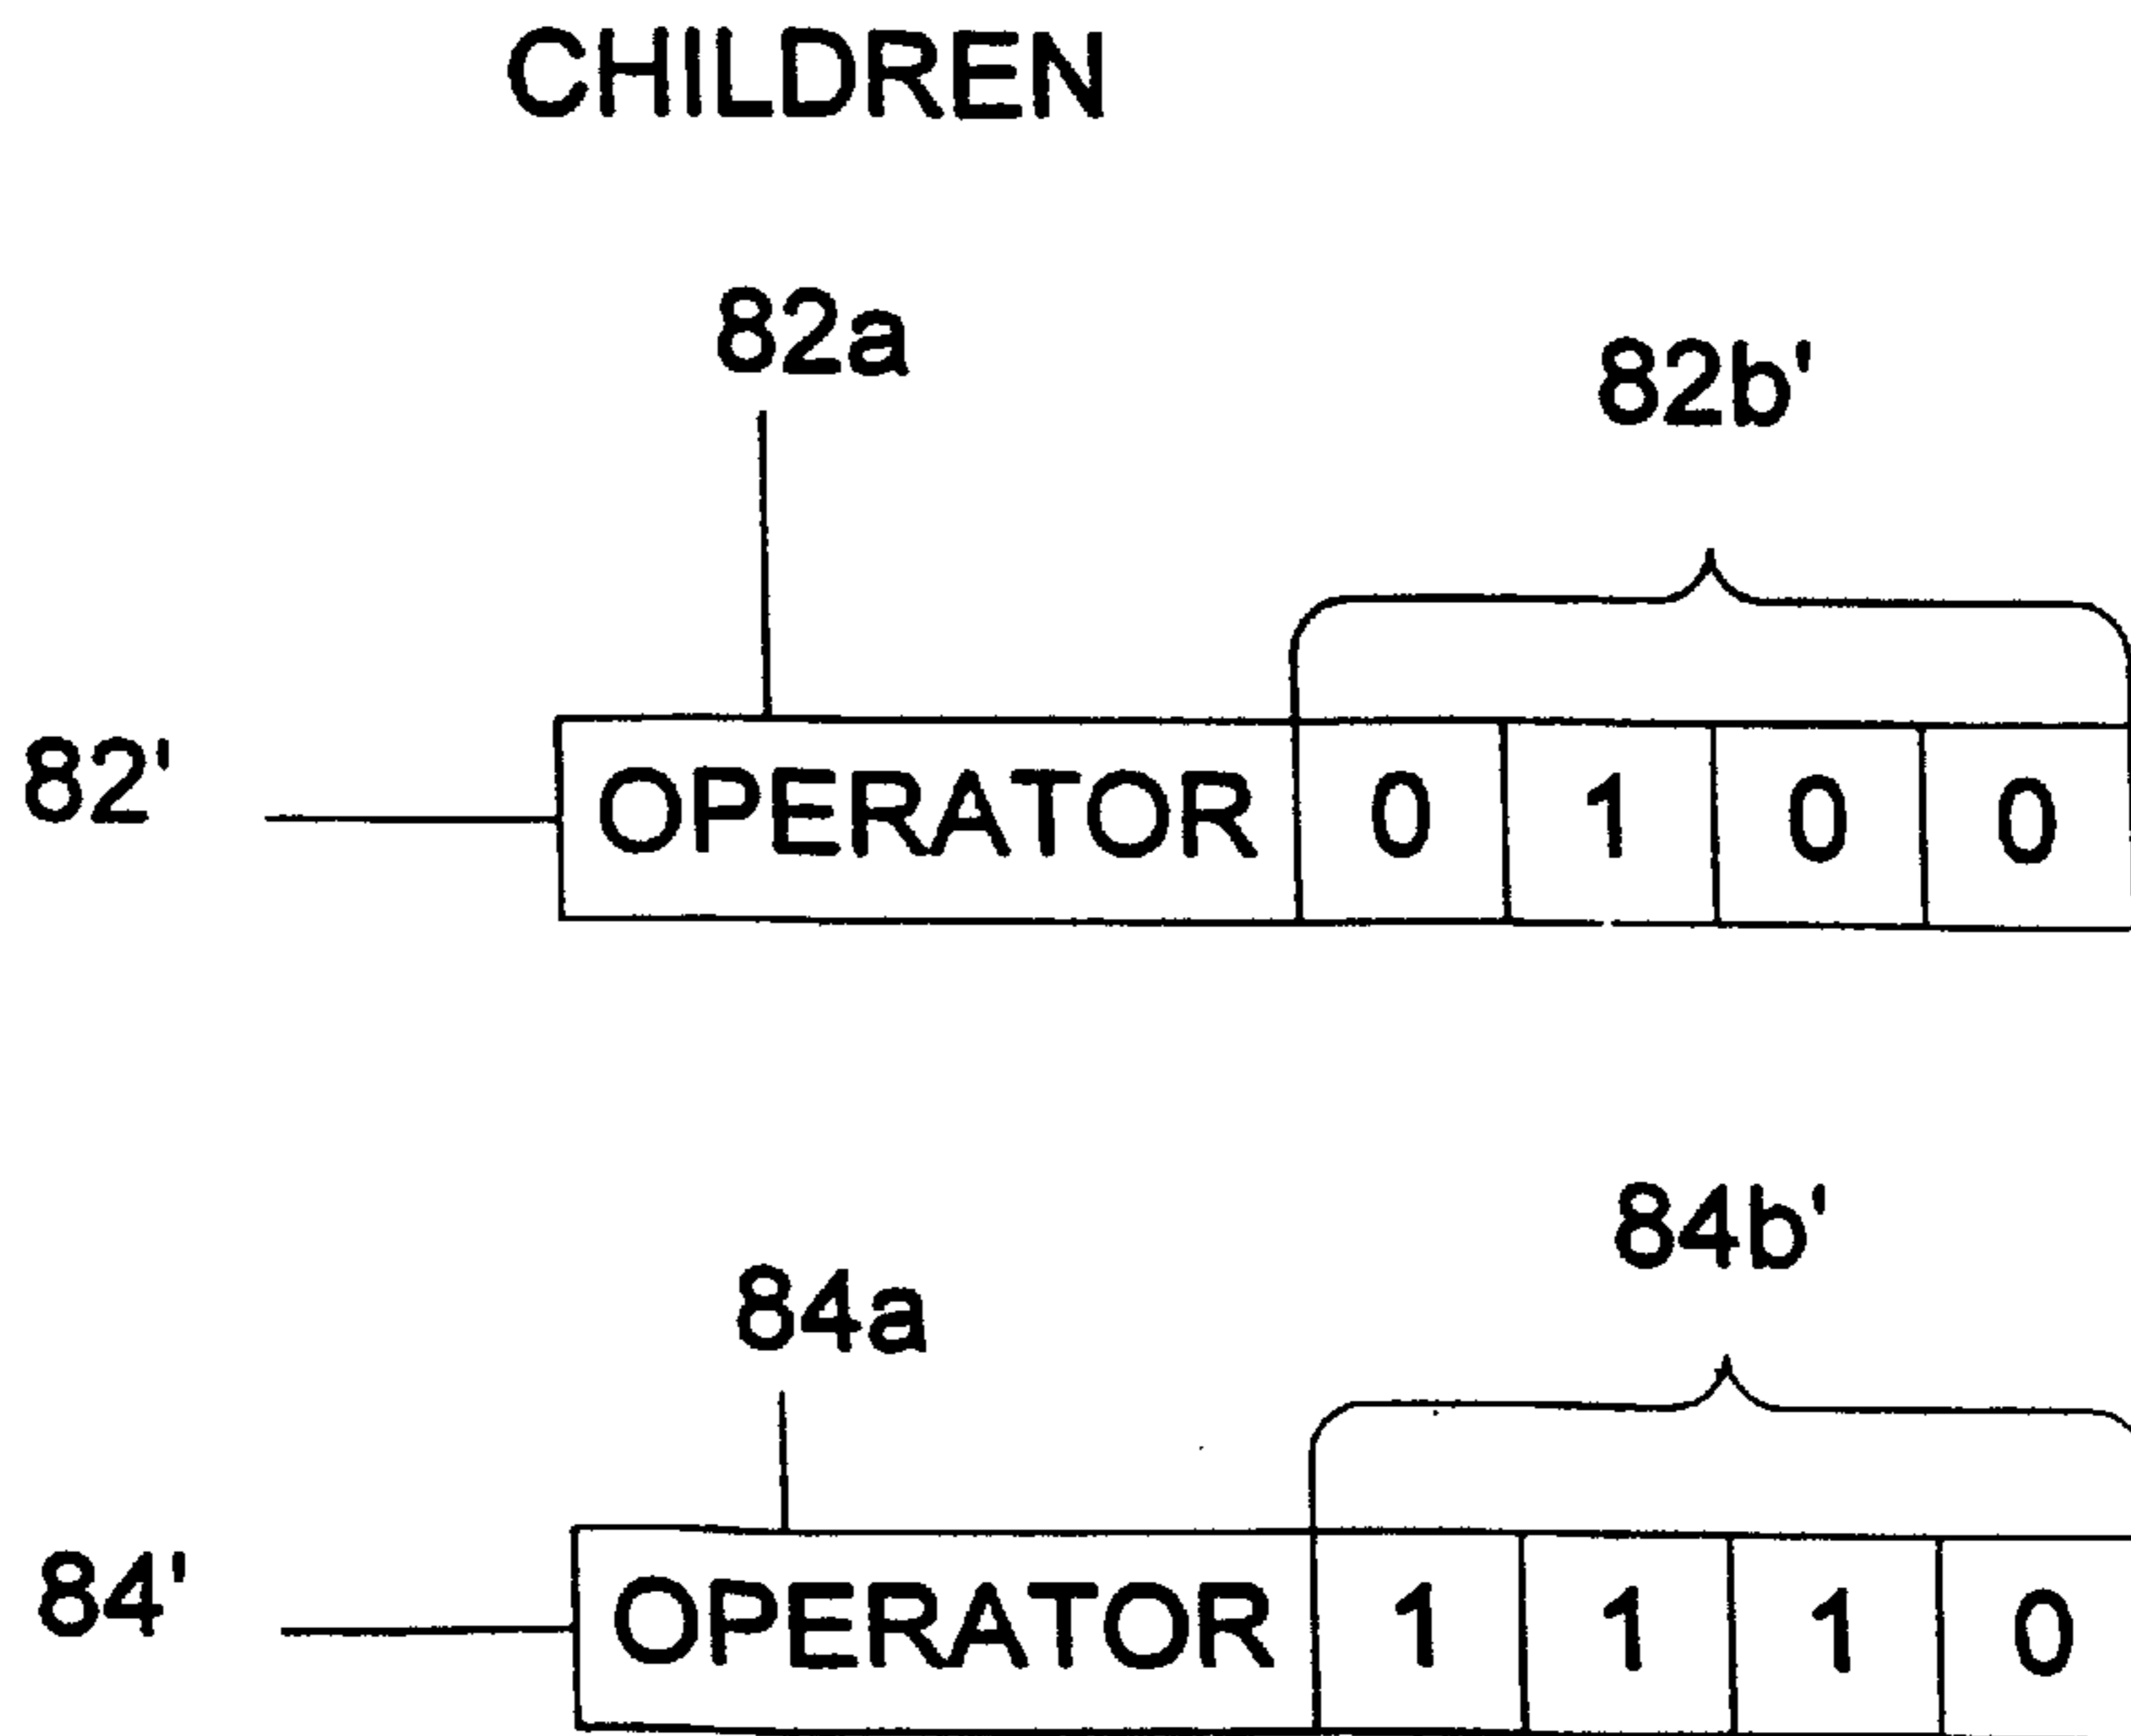 CHILDREN
82a
82b'
82' OPERATOR 0 1 0 0
84b'
84a
84' OPERATOR 1 1 1 0